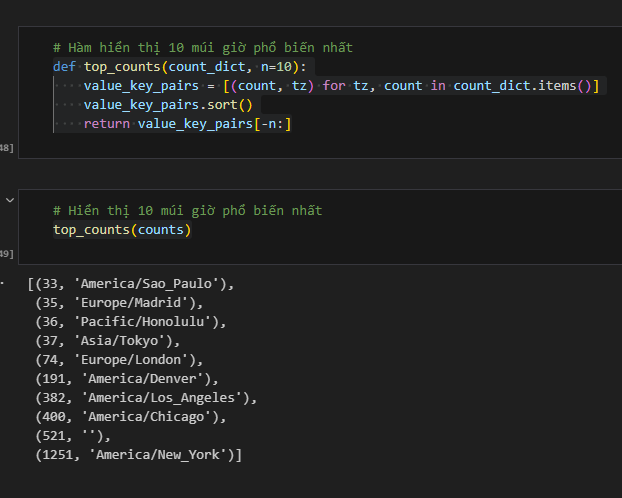 # Hàm hiển thị 10 múi giờ phổ biến nhất
def top_counts(count_dict, n=10):
    value_key_pairs = [(count, tz) for tz, count in count_dict.items()]
    value_key_pairs.sort()
    return value_key_pairs[-n:]
48]
# Hiển thị 10 múi giờ phổ biến nhất
top_counts(counts)
49]
[(33, 'America/Sao_Paulo'),
 (35, 'Europe/Madrid'),
 (36, 'Pacific/Honolulu'),
 (37, 'Asia/Tokyo'),
 (74, 'Europe/London'),
 (191, 'America/Denver'),
 (382, 'America/Los_Angeles'),
 (400, 'America/Chicago'),
 (521, ''),
 (1251, 'America/New_York')]